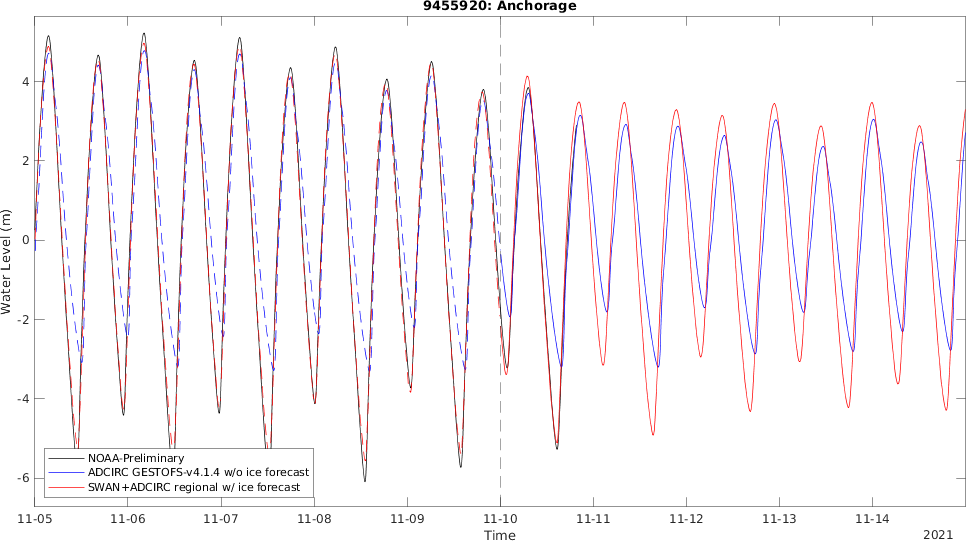 9455920: Anchorage
Water Level (m)
4
2
0
-2
-4
-6
NOAA-Preliminary
ADCIRC GESTOFS-v4.1.4 w/o ice forecast
SWAN+ADCIRC regional w/ ice forecast
11-05 11-06 11-07 11-08 11-09 11-10 11-11 11-12 11-13 11-14
Time
2021